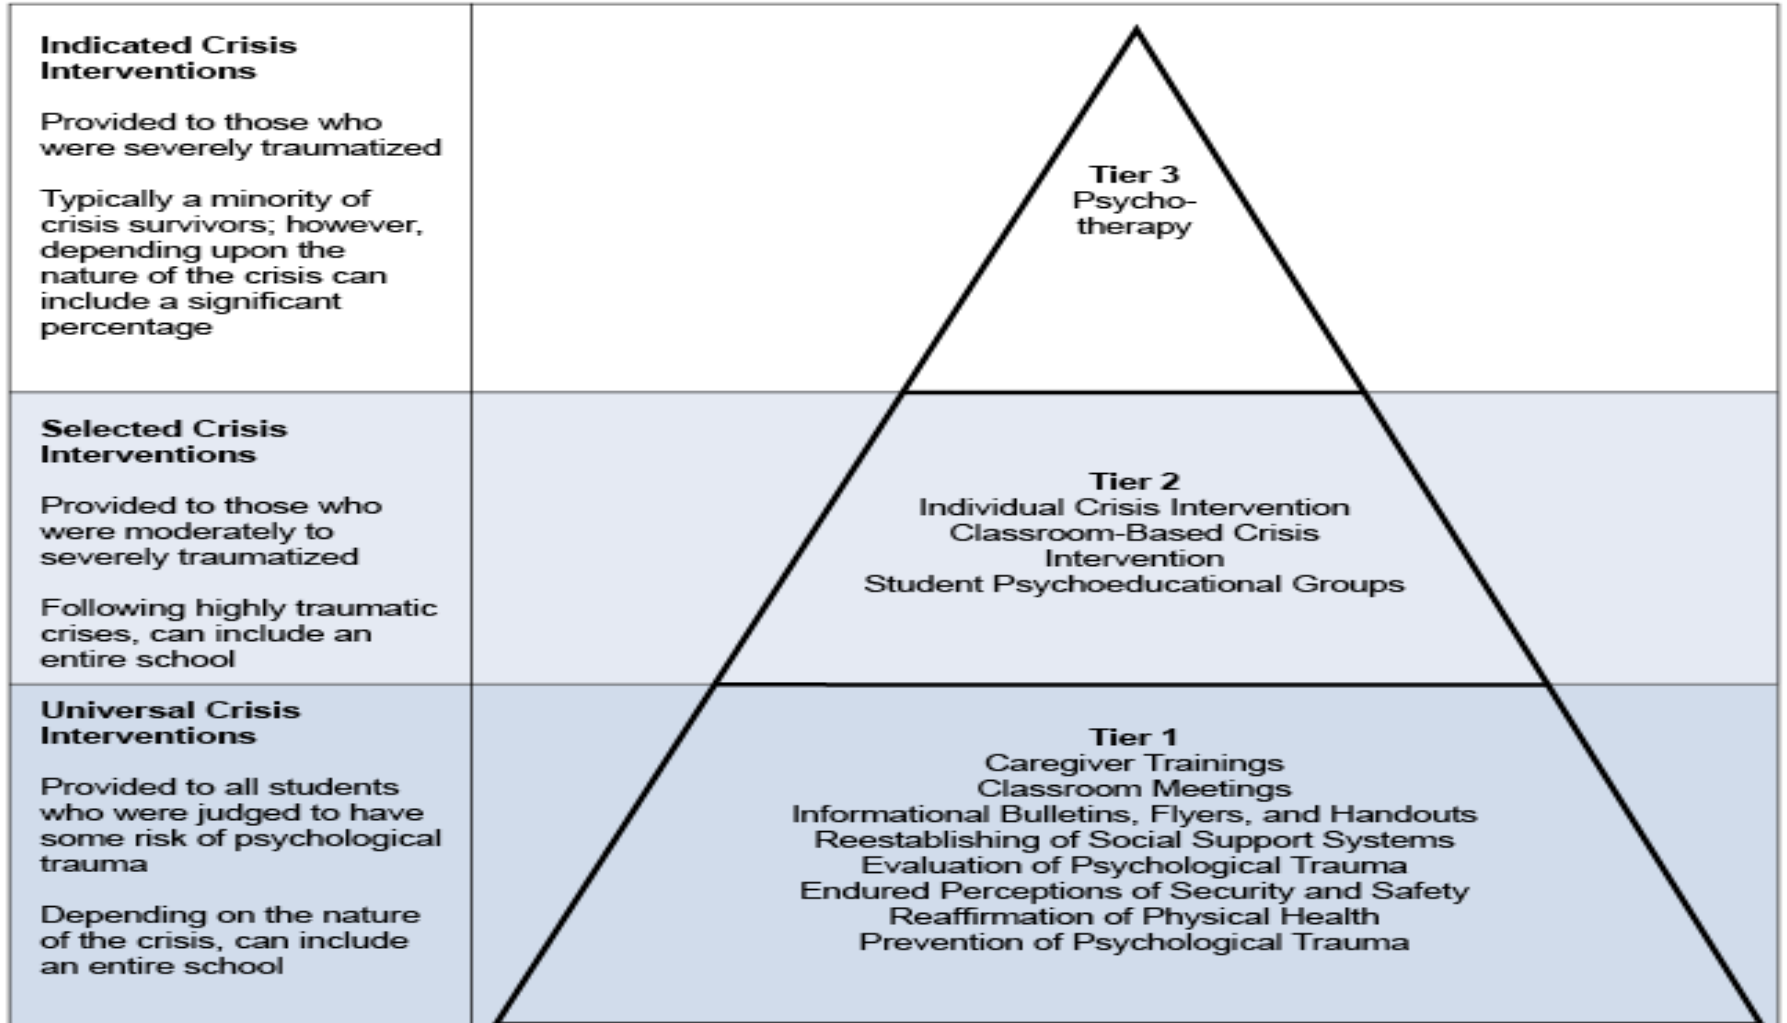 Indicated Crisis
Interventions
Provided to those who
were severely traumatized
Typically a minority of
crisis survivors; however,
depending upon the
nature of the crisis can
include a significant
percentage
Tier 3
Psycho-
therapy
Selected Crisis
Interventions
Provided to those who
were moderately to
severely traumatized
Following highly traumatic
crises, can include an
entire school
Tier 2
Individual Crisis Intervention
Classroom-Based Crisis
Intervention
Student Psychoeducational Groups
Universal Crisis
Interventions
Provided to all students
who were judged to have
some risk of psychological
trauma
Depending on the nature
of the crisis, can include
an entire school
Tier 1
Caregiver Trainings
Classroom Meetings
Informational Bulletins, Flyers, and Handouts
Reestablishing of Social Support Systems
Evaluation of Psychological Trauma
Endured Perceptions of Security and Safety
Reaffirmation of Physical Health
Prevention of Psychological Trauma